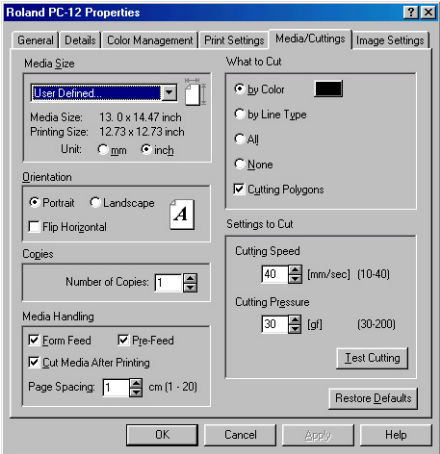 Roland PC-12 Properties
General
Details
Color Management
Print Settings
Media/Cuttings
Image Settings
Media Size
User Defined...
Media Size: 13. 0 x 14.47 inch
Printing Size: 12.73 x 12.73 inch
Unit: mm inch
Orientation
Portrait Landscape
Flip Horizontal
A
Copies
Number of Copies: 1
Media Handling
Form Feed Pre-Feed
Cut Media After Printing
Page Spacing: 1 cm (1 - 20)
What to Cut
by Color
by Line Type
All
None
Cutting Polygons
Settings to Cut
Cutting Speed
40 [mm/sec] (10-40)
Cutting Pressure
30 [gf] (30-200)
Test Cutting
Restore Defaults
OK
Cancel
Apply
Help